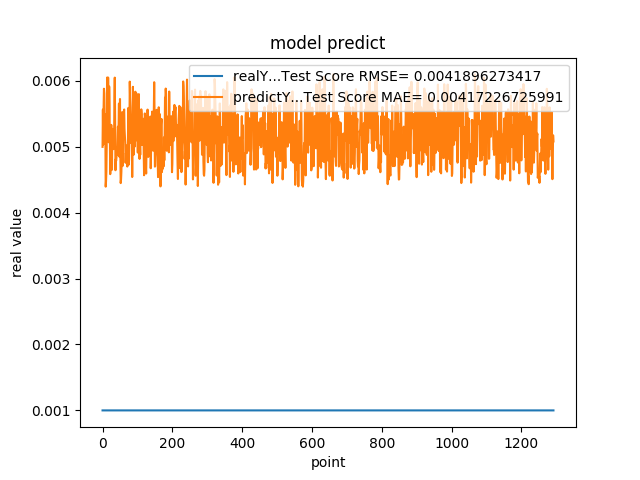 model predict
realY...Test Score RMSE= 0.0041896273417
predictY...Test Score MAE= 0.00417226725991
0.006
0.005
0.004
0.003
0.002
0.001
real value
0 200 400 600 800 1000 1200
point